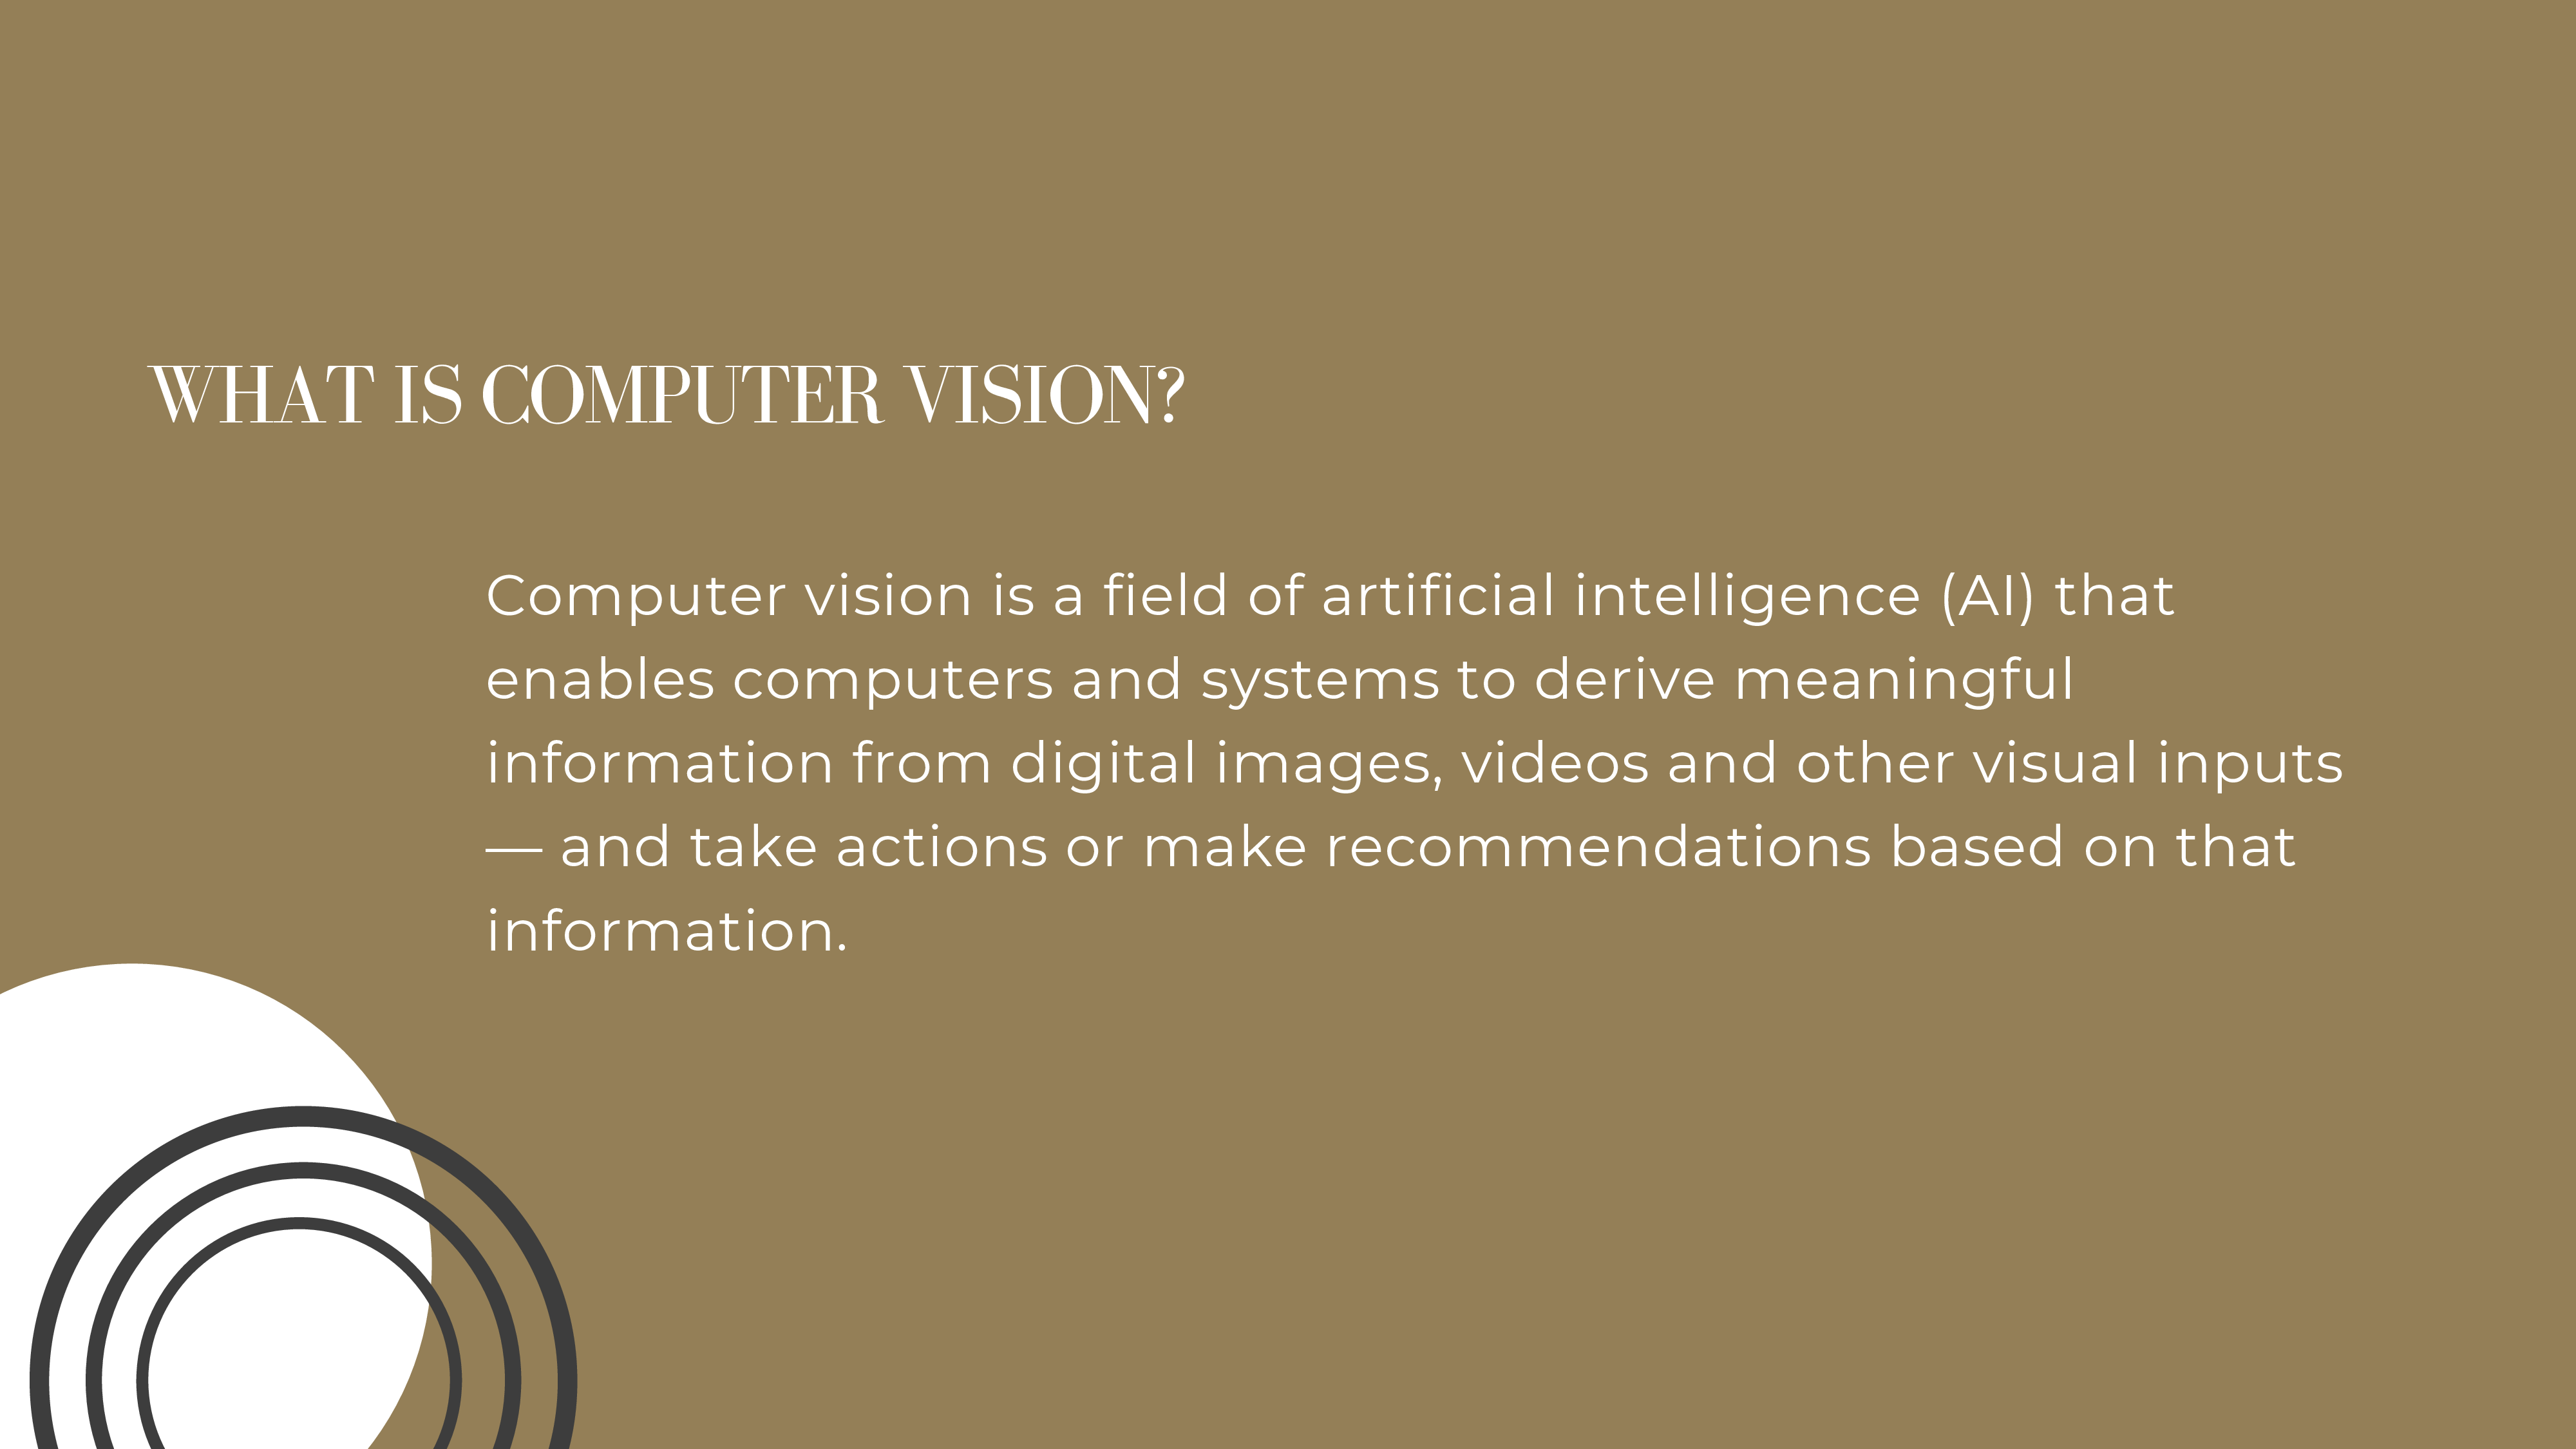 WHAT IS COMPUTER VISION?
Computer vision is a field of artificial intelligence (AI) that
enables computers and systems to derive meaningful
information from digital images, videos and other visual inputs
— and take actions or make recommendations based on that
information.